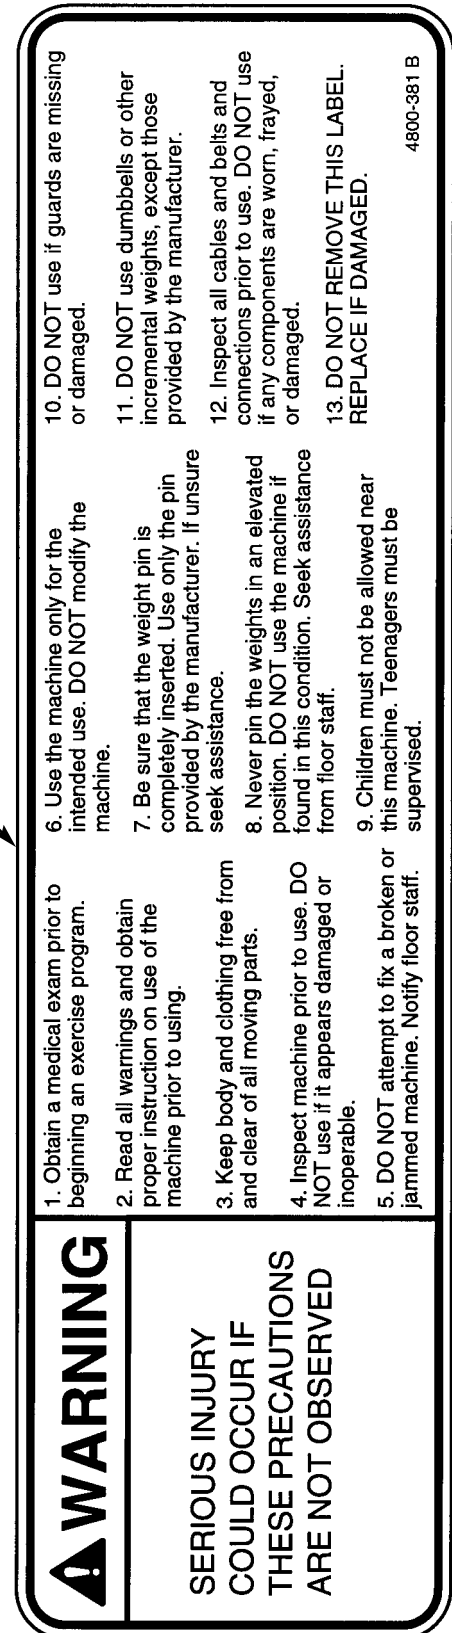 WARNING
SERIOUS INJURY
COULD OCCUR IF
THESE PRECAUTIONS
ARE NOT OBSERVED
1. Obtain a medical exam prior to
beginning an exercise program.
2. Read all warnings and obtain
proper instruction on use of the
machine prior to using.
3. Keep body and clothing free from
and clear of all moving parts.
4. Inspect machine prior to use. DO
NOT use if it appears damaged or
inoperable.
5. DO NOT attempt to fix a broken or
jammed machine. Notify floor staff.
6. Use the machine only for the
intended use. DO NOT modify the
machine.
7. Be sure that the weight pin is
completely inserted. Use only the pin
provided by the manufacturer. If unsure
seek assistance.
8. Never pin the weights in an elevated
position. DO NOT use the machine if
found in this condition. Seek assistance
from floor staff.
9. Children must not be allowed near
this machine. Teenagers must be
supervised.
10. DO NOT use if guards are missing
or damaged.
11. DO NOT use dumbbells or other
incremental weights, except those
provided by the manufacturer.
12. Inspect all cables and belts and
connections prior to use. DO NOT use
if any components are worn, frayed,
or damaged.
13. DO NOT REMOVE THIS LABEL.
REPLACE IF DAMAGED.
4800-381 B